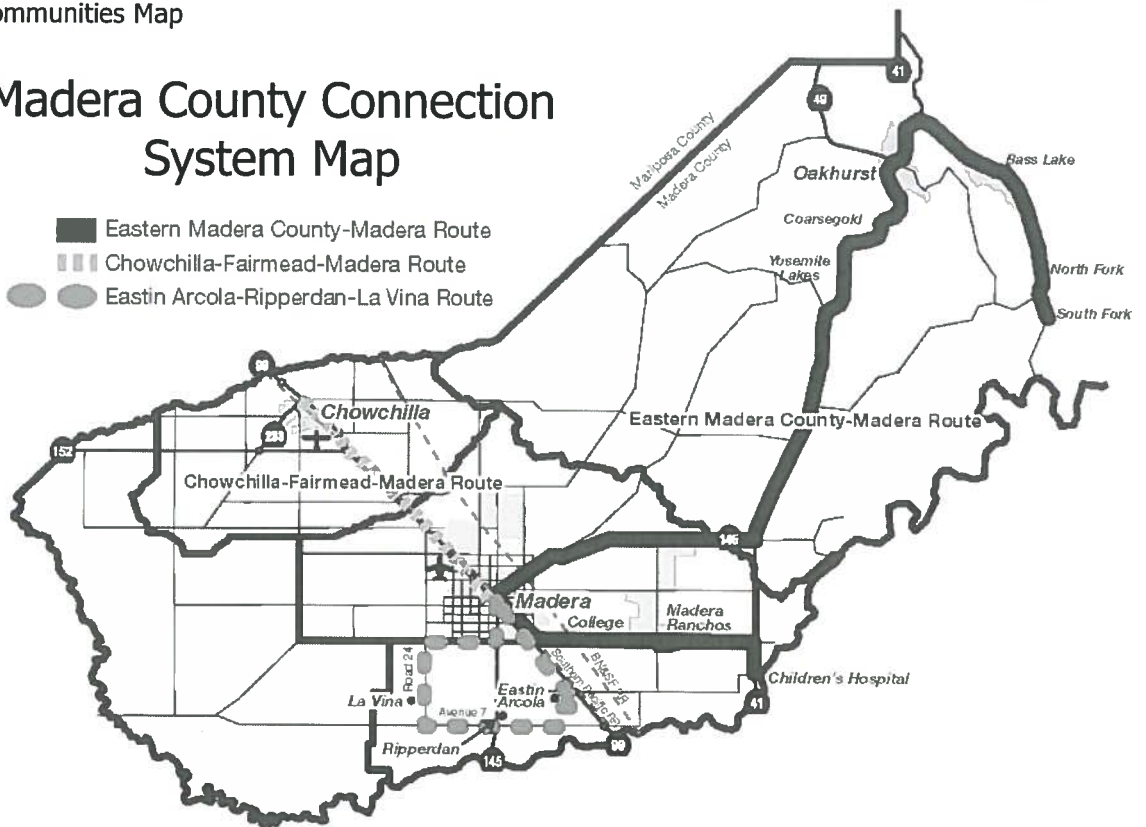 ommunities Map
Madera County Connection
System Map
Eastern Madera County-Madera Route
Chowchilla-Fairmead-Madera Route
Eastin Arcola-Ripperdan-La Vina Route
41
49
Mariposa County
Madera County
Oakhurst
Bass Lake
Coarsegold
Yosemite
Lakes
North Fork
South Fork
99
Chowchilla
233
152
Eastern Madera County-Madera Route
Chowchilla-Fairmead-Madera Route
145
Madera
College
Madera
Ranchos
Road 24
Southern Pacific RR
BN&SF RR
Children's Hospital
La Vina
Eastin
Arcola
Avenue 7
41
Ripperdan
99
145